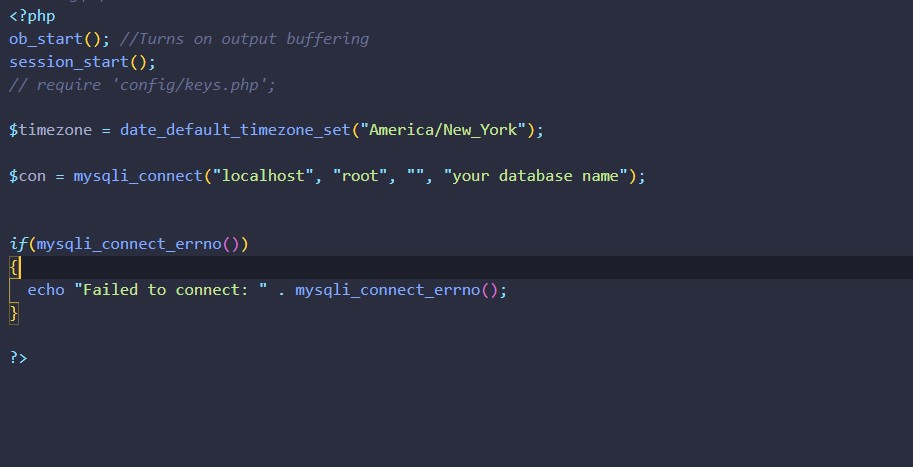 <?php
ob_start(); //Turns on output buffering
session_start();
// require 'config/keys.php';
$timezone = date_default_timezone_set("America/New_York");
$con = mysqli_connect("localhost", "root", "", "your database name");
if(mysqli_connect_errno())
{
echo "Failed to connect: " . mysqli_connect_errno();
}
?>